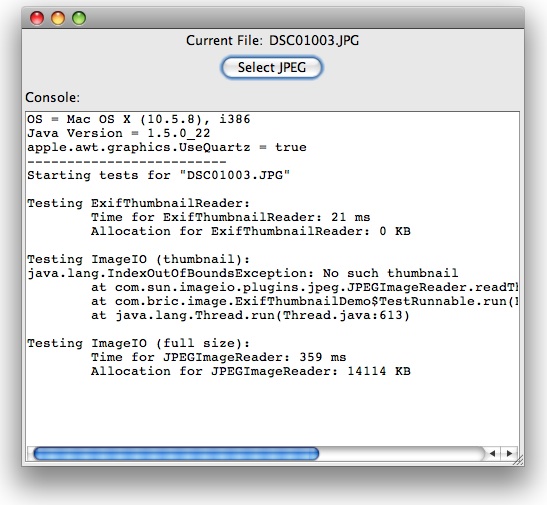 Current File: DSC01003.JPG
Select JPEG
Console:
OS = Mac OS X (10.5.8), i386
Java Version = 1.5.0_22
apple.awt.graphics.UseQuartz = true
-------------------------
Starting tests for "DSC01003.JPG"
Testing ExifThumbnailReader:
Time for ExifThumbnailReader: 21 ms
Allocation for ExifThumbnailReader: 0 KB
Testing ImageIO (thumbnail):
java.lang.IndexOutOfBoundsException: No such thumbnail
at com.sun.imageio.plugins.jpeg.JPEGImageReader.readTh
at com.bric.image.ExifThumbnailDemo$TestRunnable.run(
at java.lang.Thread.run(Thread.java:613)
Testing ImageIO (full size):
Time for JPEGImageReader: 359 ms
Allocation for JPEGImageReader: 14114 KB